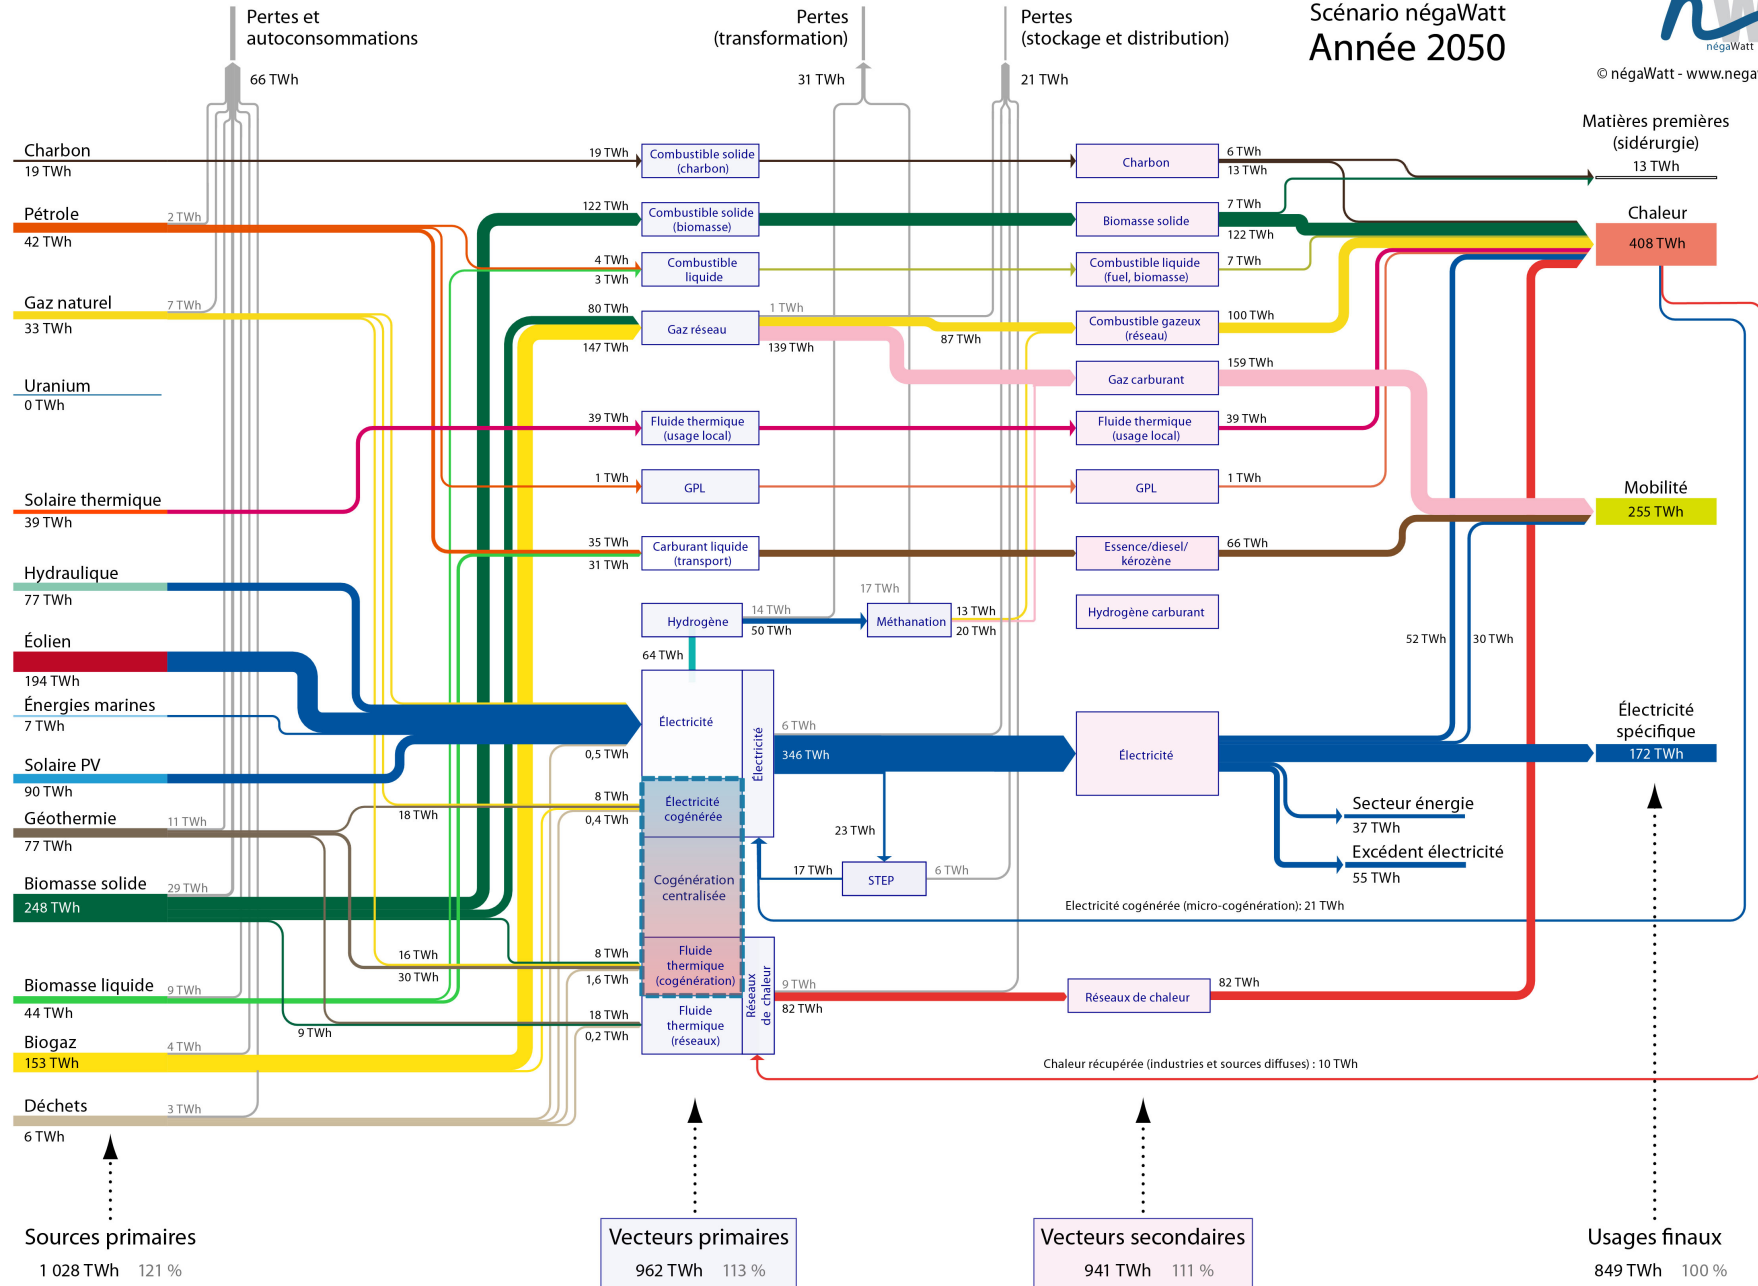 Pertes et
autoconsommations
66 TWh
Pertes
(transformation)
31 TWh
Pertes
(stockage et distribution)
21 TWh
Scénario négaWatt
Année 2050
négaWatt
© négaWatt - www.nega
Charbon
19 TWh
Pétrole
2 TWh
42 TWh
Gaz naturel
7 TWh
33 TWh
Uranium
0 TWh
Solaire thermique
39 TWh
Hydraulique
77 TWh
Éolien
194 TWh
Énergies marines
7 TWh
Solaire PV
90 TWh
Géothermie
11 TWh
77 TWh
Biomasse solide
29 TWh
248 TWh
Biomasse liquide
9 TWh
44 TWh
Biogaz
4 TWh
153 TWh
Déchets
3 TWh
6 TWh
18 TWh
16 TWh
30 TWh
9 TWh
19 TWh
Combustible solide
(charbon)
122 TWh
Combustible solide
(biomasse)
4 TWh
3 TWh
Combustible
liquide
80 TWh
147 TWh
Gaz réseau
1 TWh
139 TWh
87 TWh
39 TWh
Fluide thermique
(usage local)
1 TWh
GPL
35 TWh
31 TWh
Carburant liquide
(transport)
Hydrogène
14 TWh
50 TWh
17 TWh
Méthanation
13 TWh
20 TWh
64 TWh
Électricité
0,5 TWh
Électricité
6 TWh
346 TWh
8 TWh
0,4 TWh
Électricité
cogénérée
Cogénération
centralisée
23 TWh
17 TWh
STEP
6 TWh
8 TWh
1,6 TWh
Fluide
thermique
(cogénération)
18 TWh
0,2 TWh
Fluide
thermique
(réseaux)
Réseaux
de chaleur
9 TWh
82 TWh
Charbon
6 TWh
13 TWh
Biomasse solide
7 TWh
122 TWh
Combustible liquide
(fuel, biomasse)
7 TWh
Combustible gazeux
(réseau)
100 TWh
Gaz carburant
159 TWh
Fluide thermique
(usage local)
39 TWh
GPL
1 TWh
Essence/diesel/
kérozène
66 TWh
Hydrogène carburant
52 TWh
30 TWh
Électricité
Secteur énergie
37 TWh
Excédent électricité
55 TWh
Electricité cogénérée (micro-cogénération): 21 TWh
Réseaux de chaleur
82 TWh
Chaleur récupérée (industries et sources diffuses) : 10 TWh
Matières premières
(sidérurgie)
13 TWh
Chaleur
408 TWh
Mobilité
255 TWh
Électricité
spécifique
172 TWh
Sources primaires
1 028 TWh 121 %
Vecteurs primaires
962 TWh 113 %
Vecteurs secondaires
941 TWh 111 %
Usages finaux
849 TWh 100 %